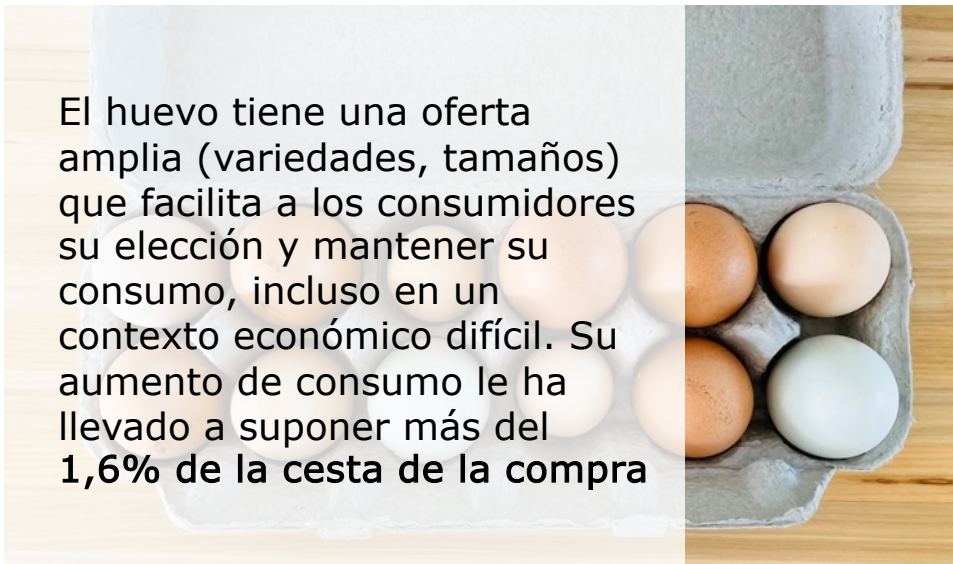 El huevo tiene una oferta
amplia (variedades, tamaños)
que facilita a los consumidores
su elección y mantener su
consumo, incluso en un
contexto económico difícil. Su
aumento de consumo le ha
llevado a suponer más del
1,6% de la cesta de la compra